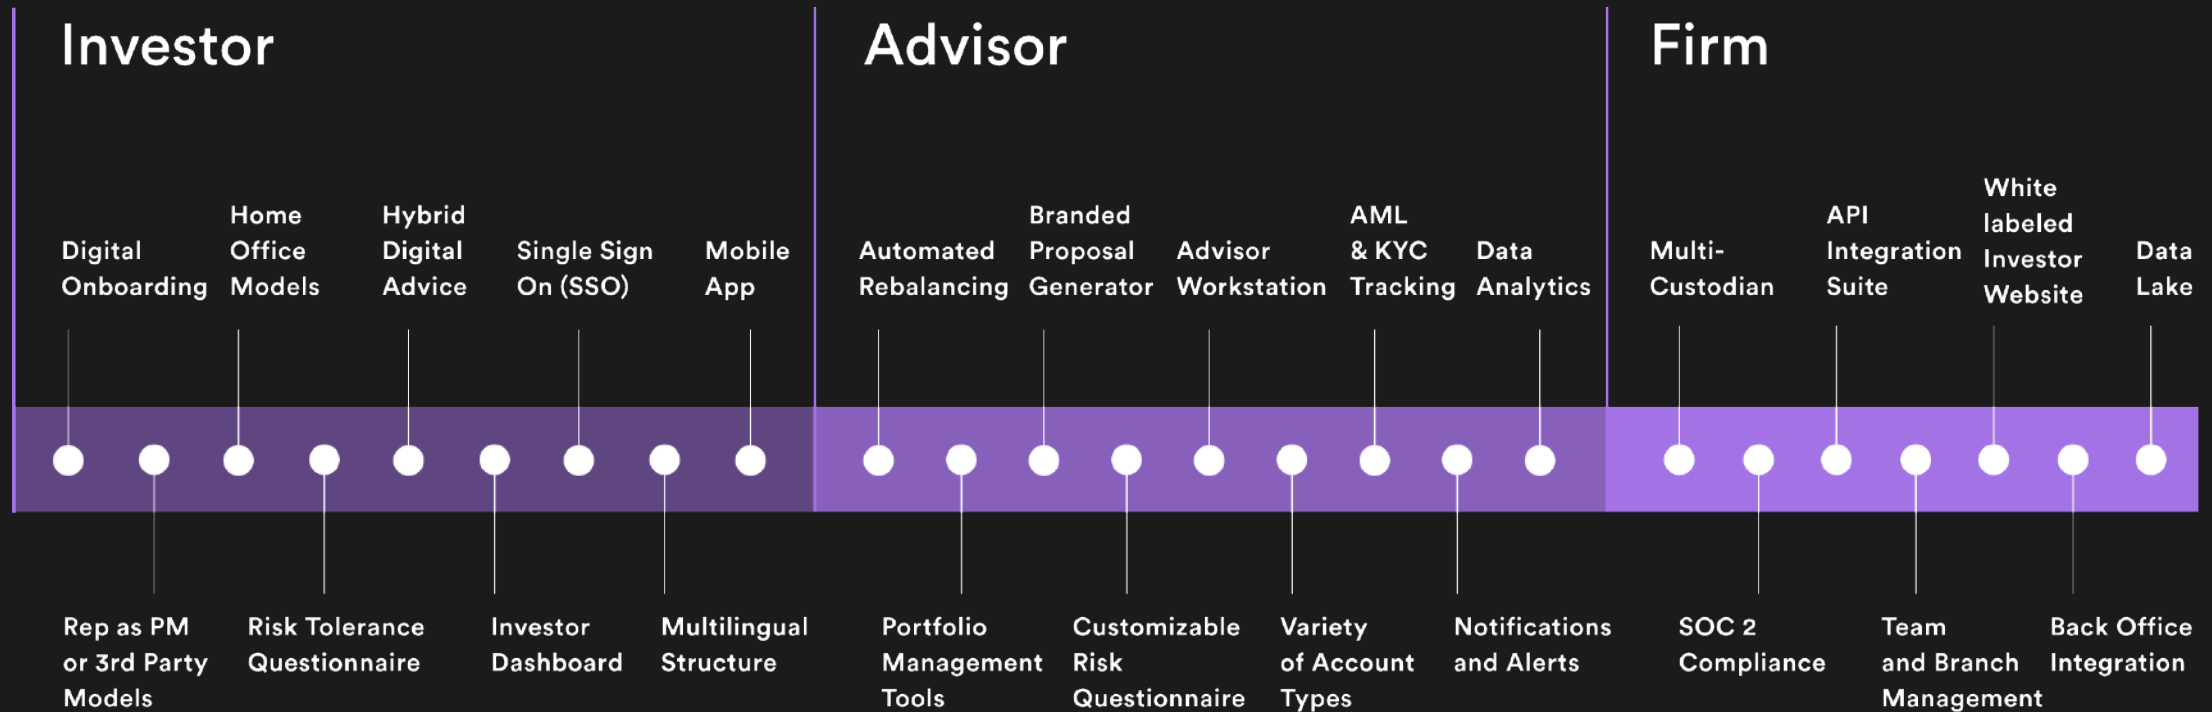 Investor
Digital
Onboarding
Home
Office
Models
Hybrid
Digital
Advice
Single Sign
On (SSO)
Mobile
App
Rep as PM
or 3rd Party
Models
Risk Tolerance
Questionnaire
Investor
Dashboard
Multilingual
Structure
Advisor
Automated
Rebalancing
Branded
Proposal
Generator
Advisor
Workstation
AML
& KYC
Tracking
Data
Analytics
Portfolio
Management
Tools
Customizable
Risk
Questionnaire
Variety
of Account
Types
Notifications
and Alerts
Firm
Multi-
Custodian
API
Integration
Suite
White
labeled
Investor
Website
Data
Lake
SOC 2
Compliance
Team
and Branch
Management
Back Office
Integration